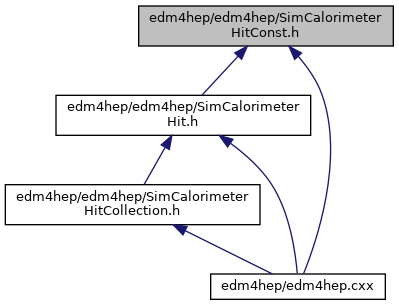 edm4hep/edm4hep/SimCalorimeter
HitConst.h
edm4hep/edm4hep/SimCalorimeter
Hit.h
edm4hep/edm4hep/SimCalorimeter
HitCollection.h
edm4hep/edm4hep.cxx